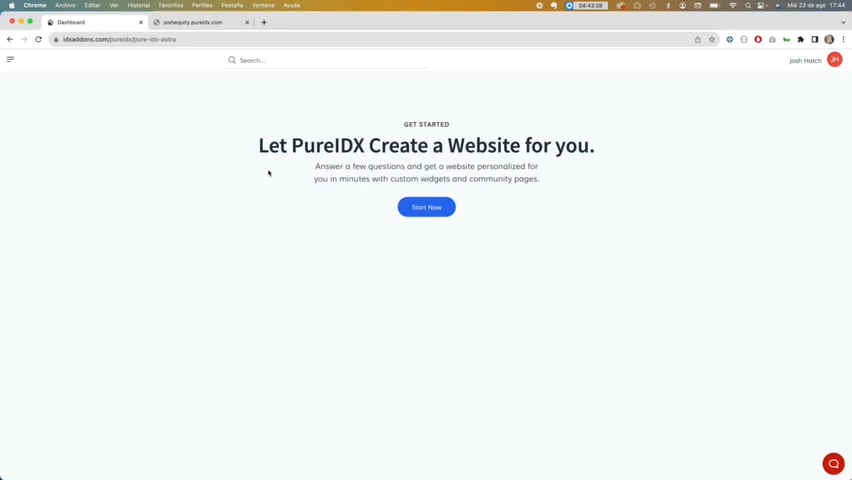 Chrome Archivo Editar Ver Historial Favoritos Perfiles Pestaña Ventana Ayuda 04:43:28 Mié 23 de ago 17:44
Dashboard joshequity.pureidx.com
idxaddons.com/pureidx/pure-idx-astra
Search... Josh Hatch JH
GET STARTED
Let PureIDX Create a Website for you.
Answer a few questions and get a website personalized for
you in minutes with custom widgets and community pages.
Start Now